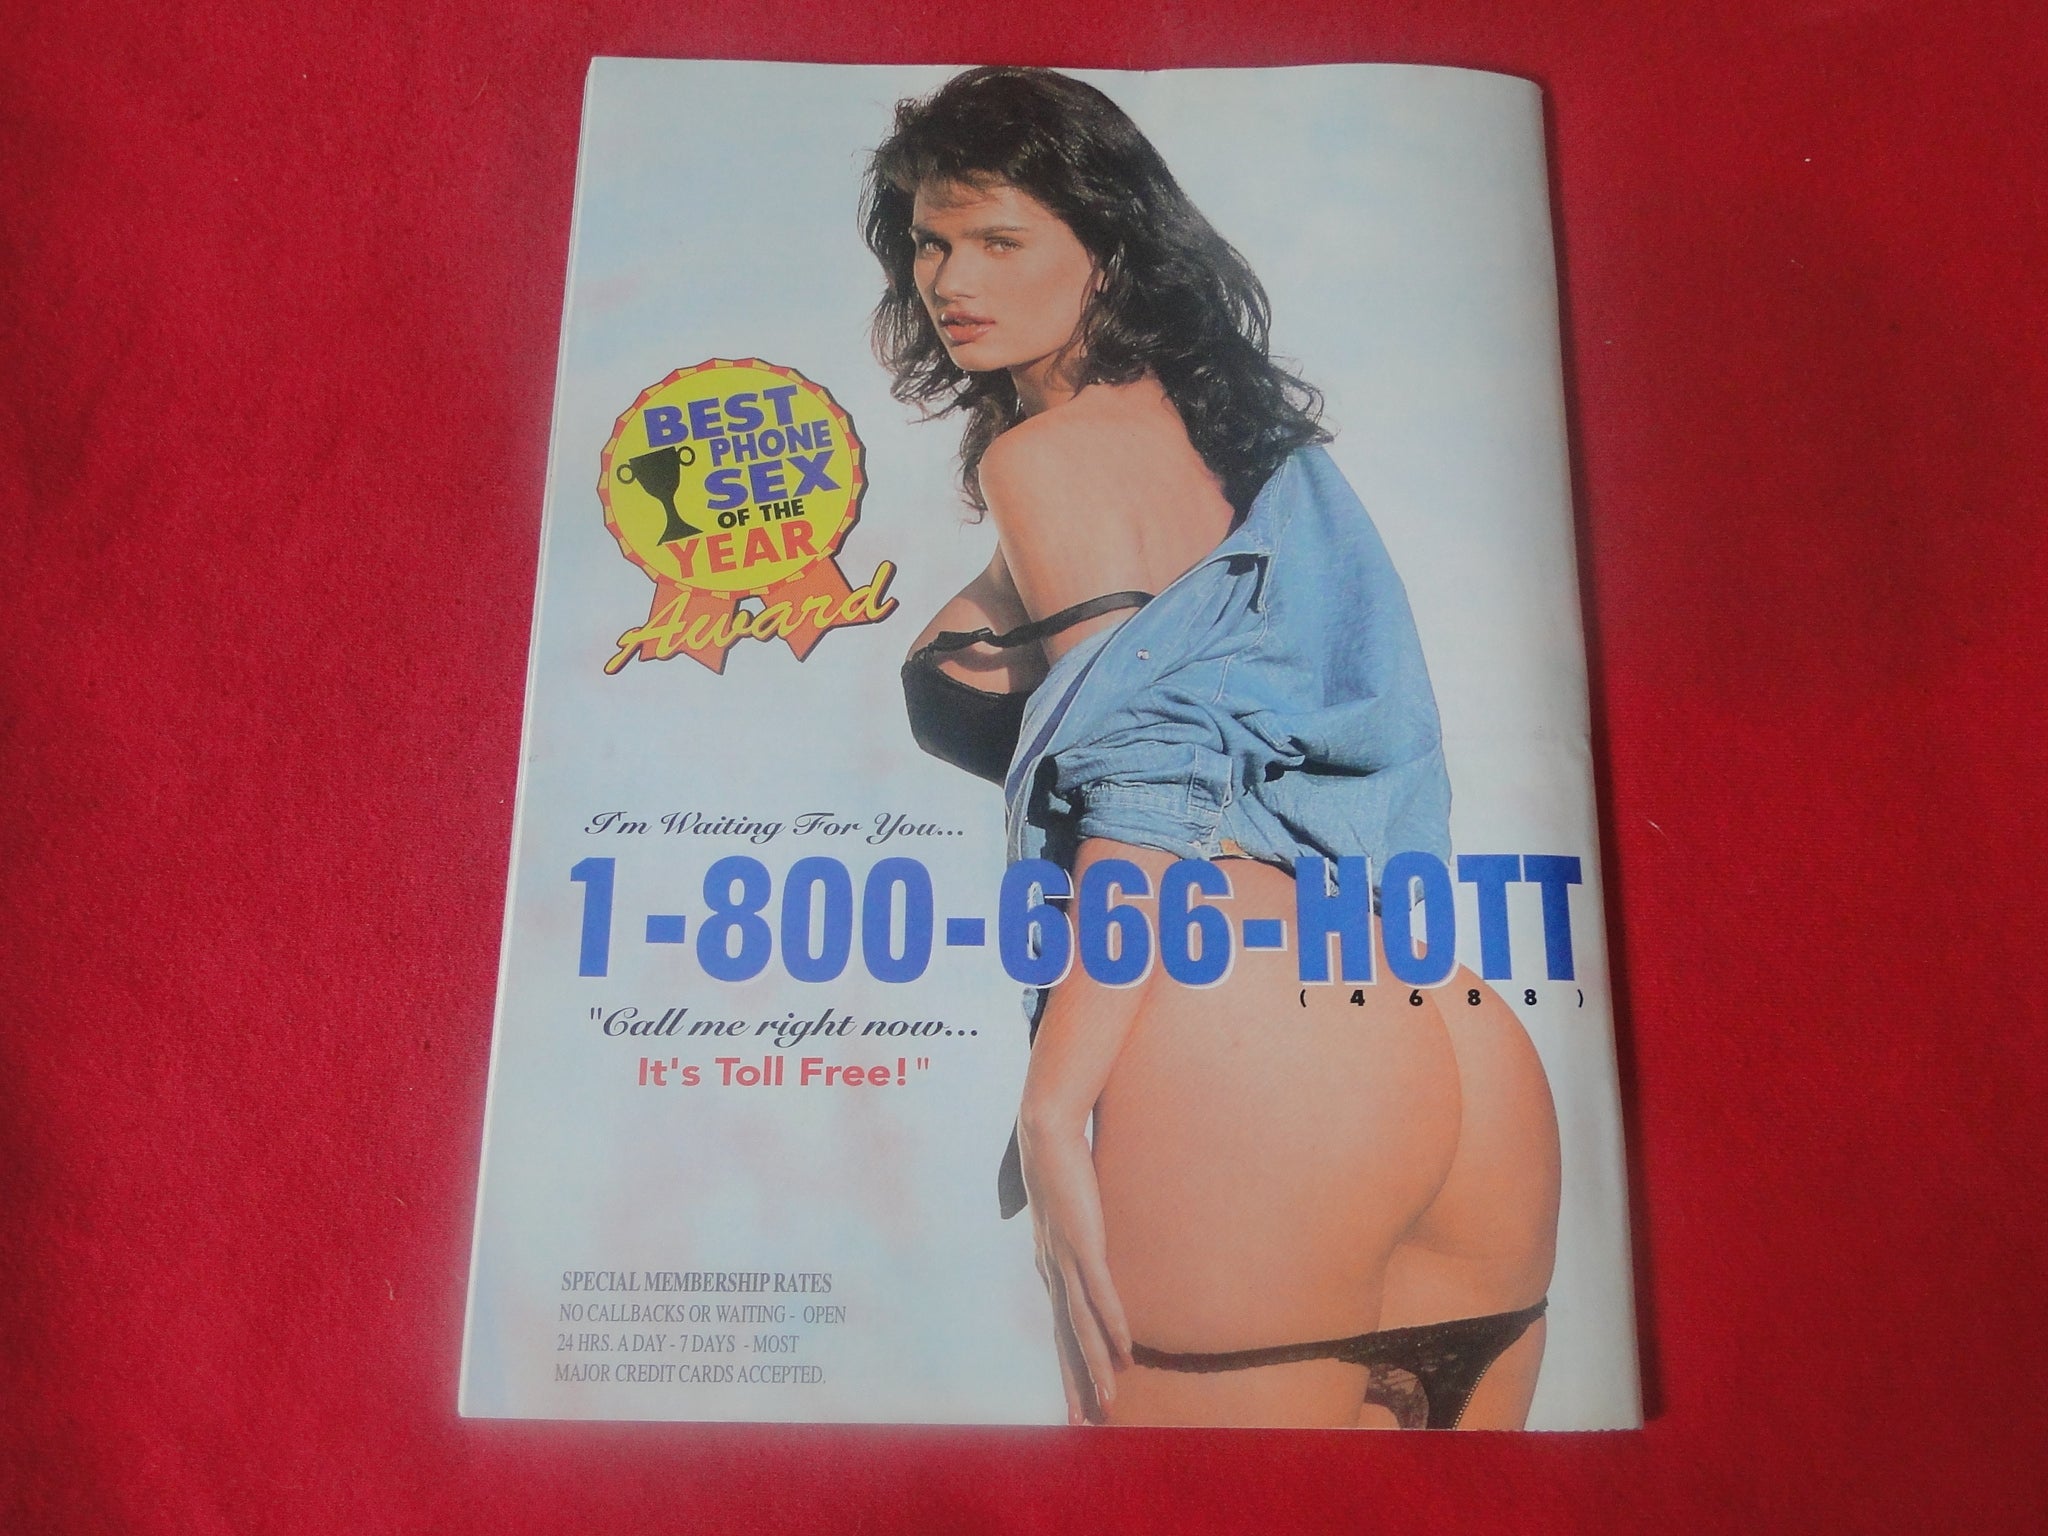 BEST
PHONE
SEX
OF THE
YEAR
Award
I'm Waiting For You...
1-800-666-HOTT
(4688)
"Call me right now...
It's Toll Free!"
SPECIAL MEMBERSHIP RATES
NO CALLBACKS OR WAITING - OPEN
24 HRS. A DAY - 7 DAYS - MOST
MAJOR CREDIT CARDS ACCEPTED.